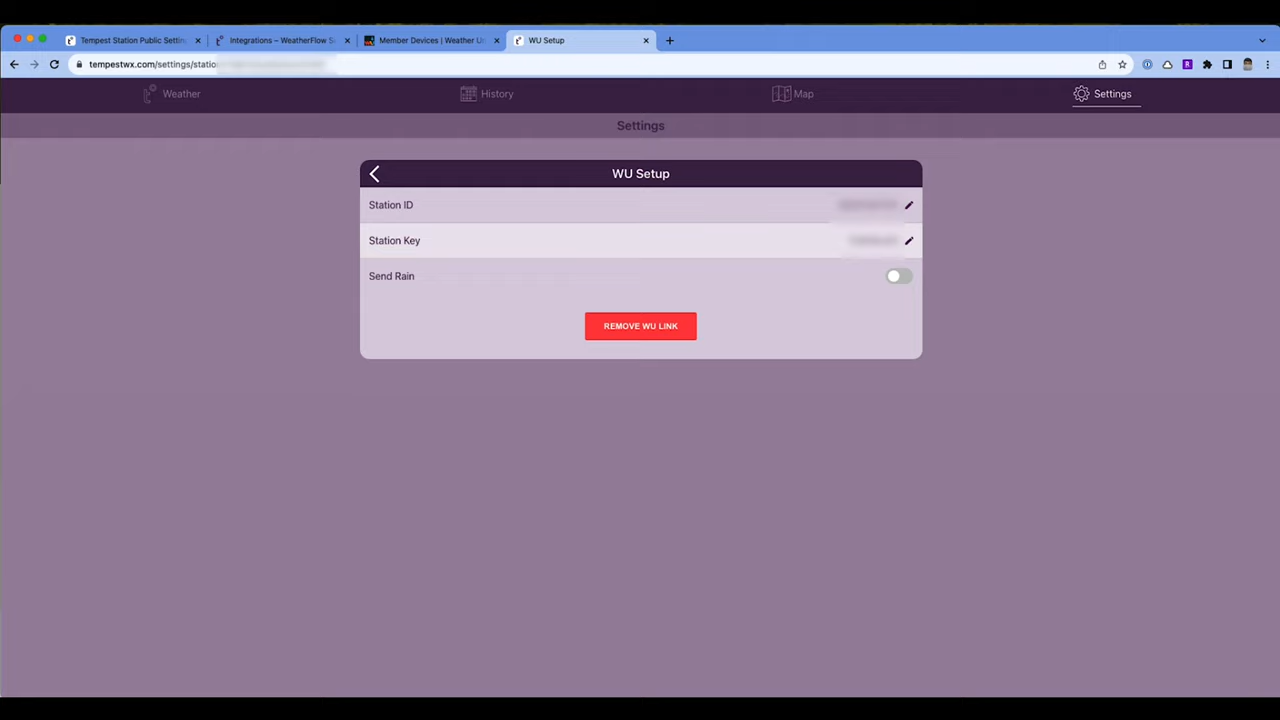 Tempest Station Public Settin
Integrations – WeatherFlow S
Member Devices | Weather Un
WU Setup
tempestwx.com/settings/statio
Weather
History
Map
Settings
Settings
WU Setup
Station ID
Station Key
Send Rain
REMOVE WU LINK